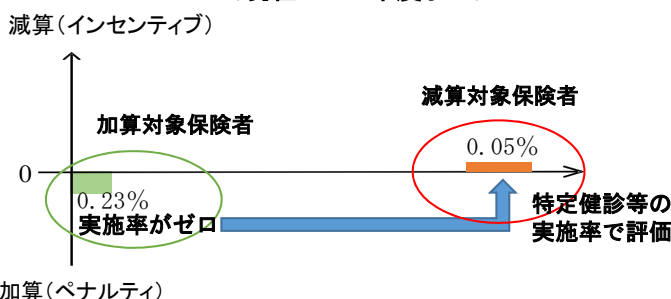 減算(インセンティブ)
減算対象保険者
加算対象保険者
0.05%
0
0.23%
実施率がゼロ
特定健診等の
実施率で評価
加算(ペナルティ)